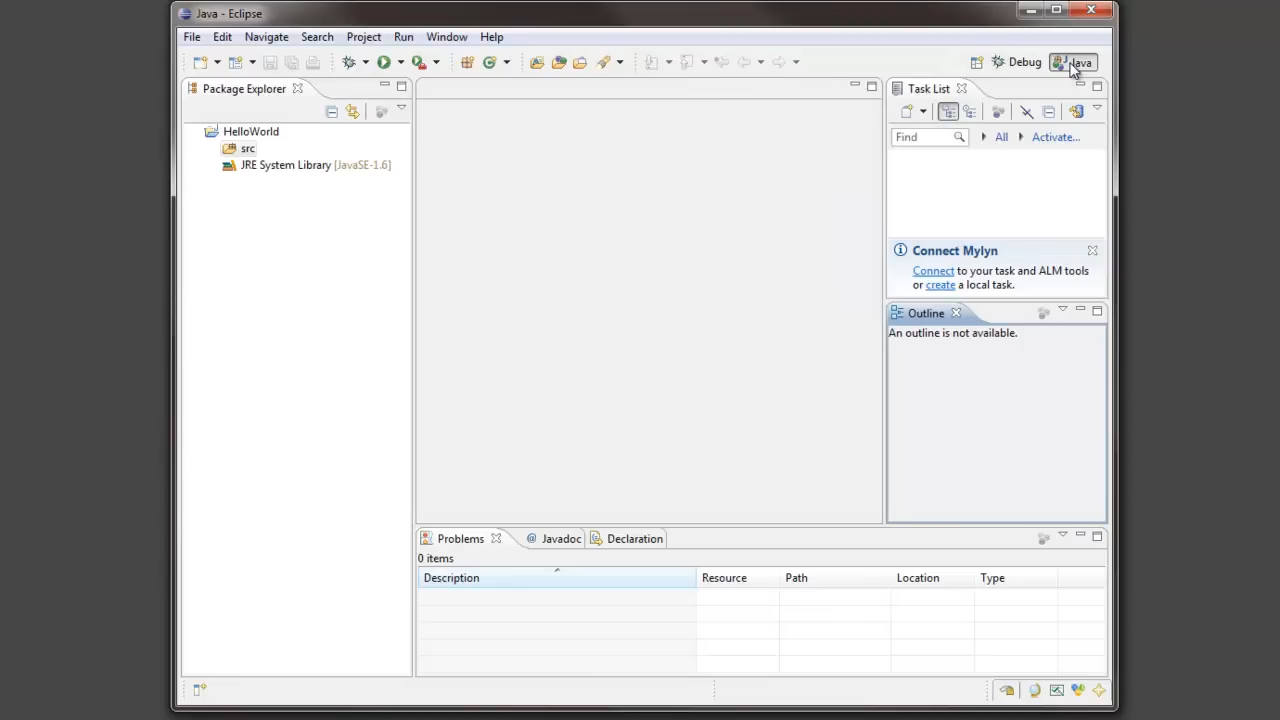 Java - Eclipse
File Edit Navigate Search Project Run Window Help
Debug Java
Package Explorer
HelloWorld
src
JRE System Library [JavaSE-1.6]
Task List
Find All Activate...
Connect Mylyn
Connect to your task and ALM tools
or create a local task.
Outline
An outline is not available.
Problems @ Javadoc Declaration
0 items
Description Resource Path Location Type